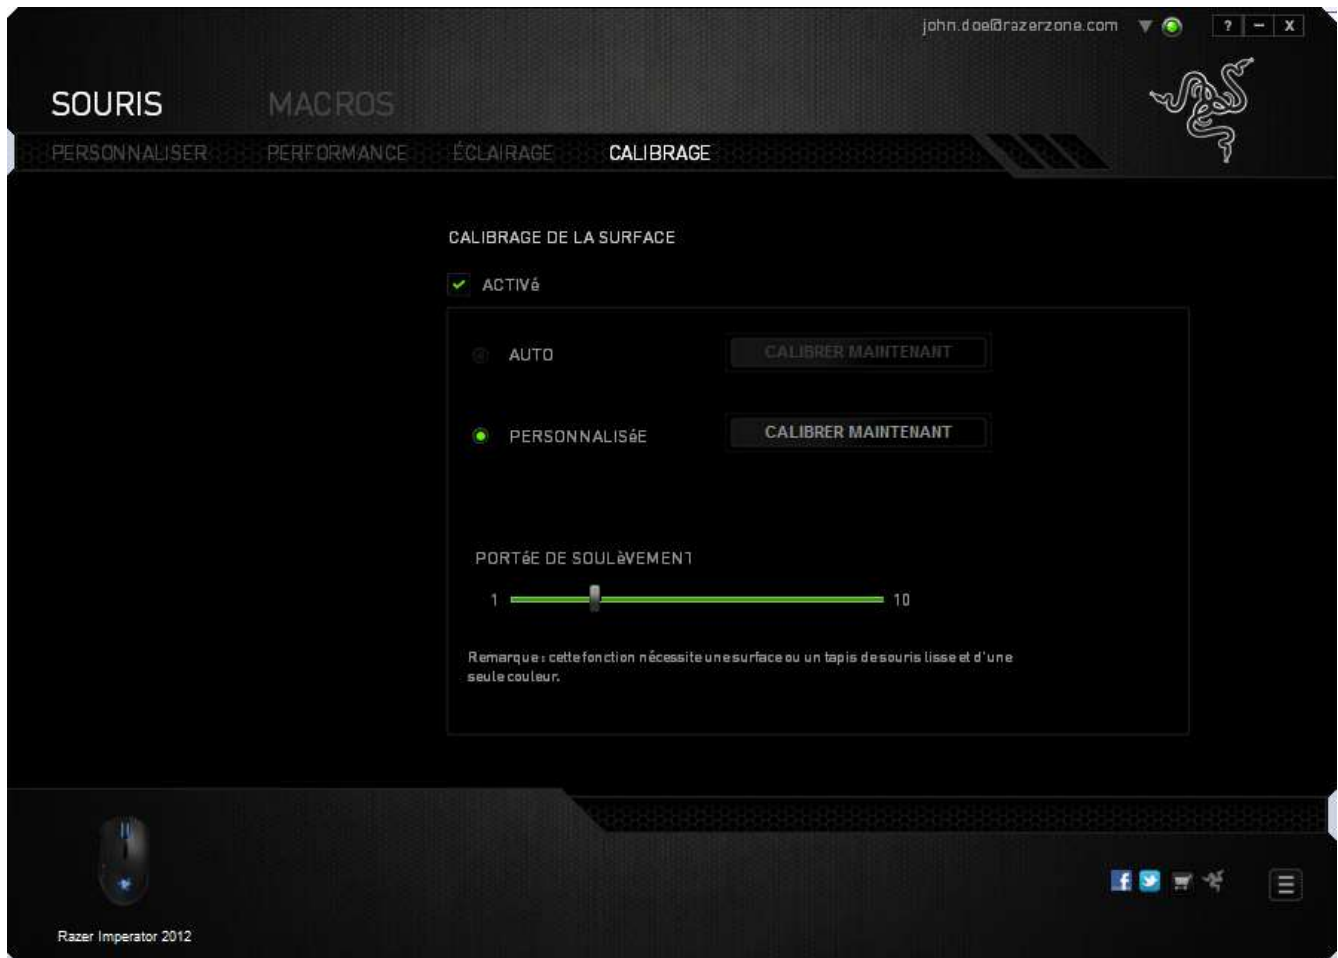 john.doe@razerzone.com
? – X
SOURIS MACROS
PERSONNALISER PERFORMANCE ÉCLAIRAGE CALIBRAGE
CALIBRAGE DE LA SURFACE
ACTIVé
AUTO CALIBRER MAINTENANT
PERSONNALISéE CALIBRER MAINTENANT
PORTéE DE SOULèVEMENT
1 10
Remarque : cette fonction nécessite une surface ou un tapis de souris lisse et d'une
seule couleur.
Razer Imperator 2012